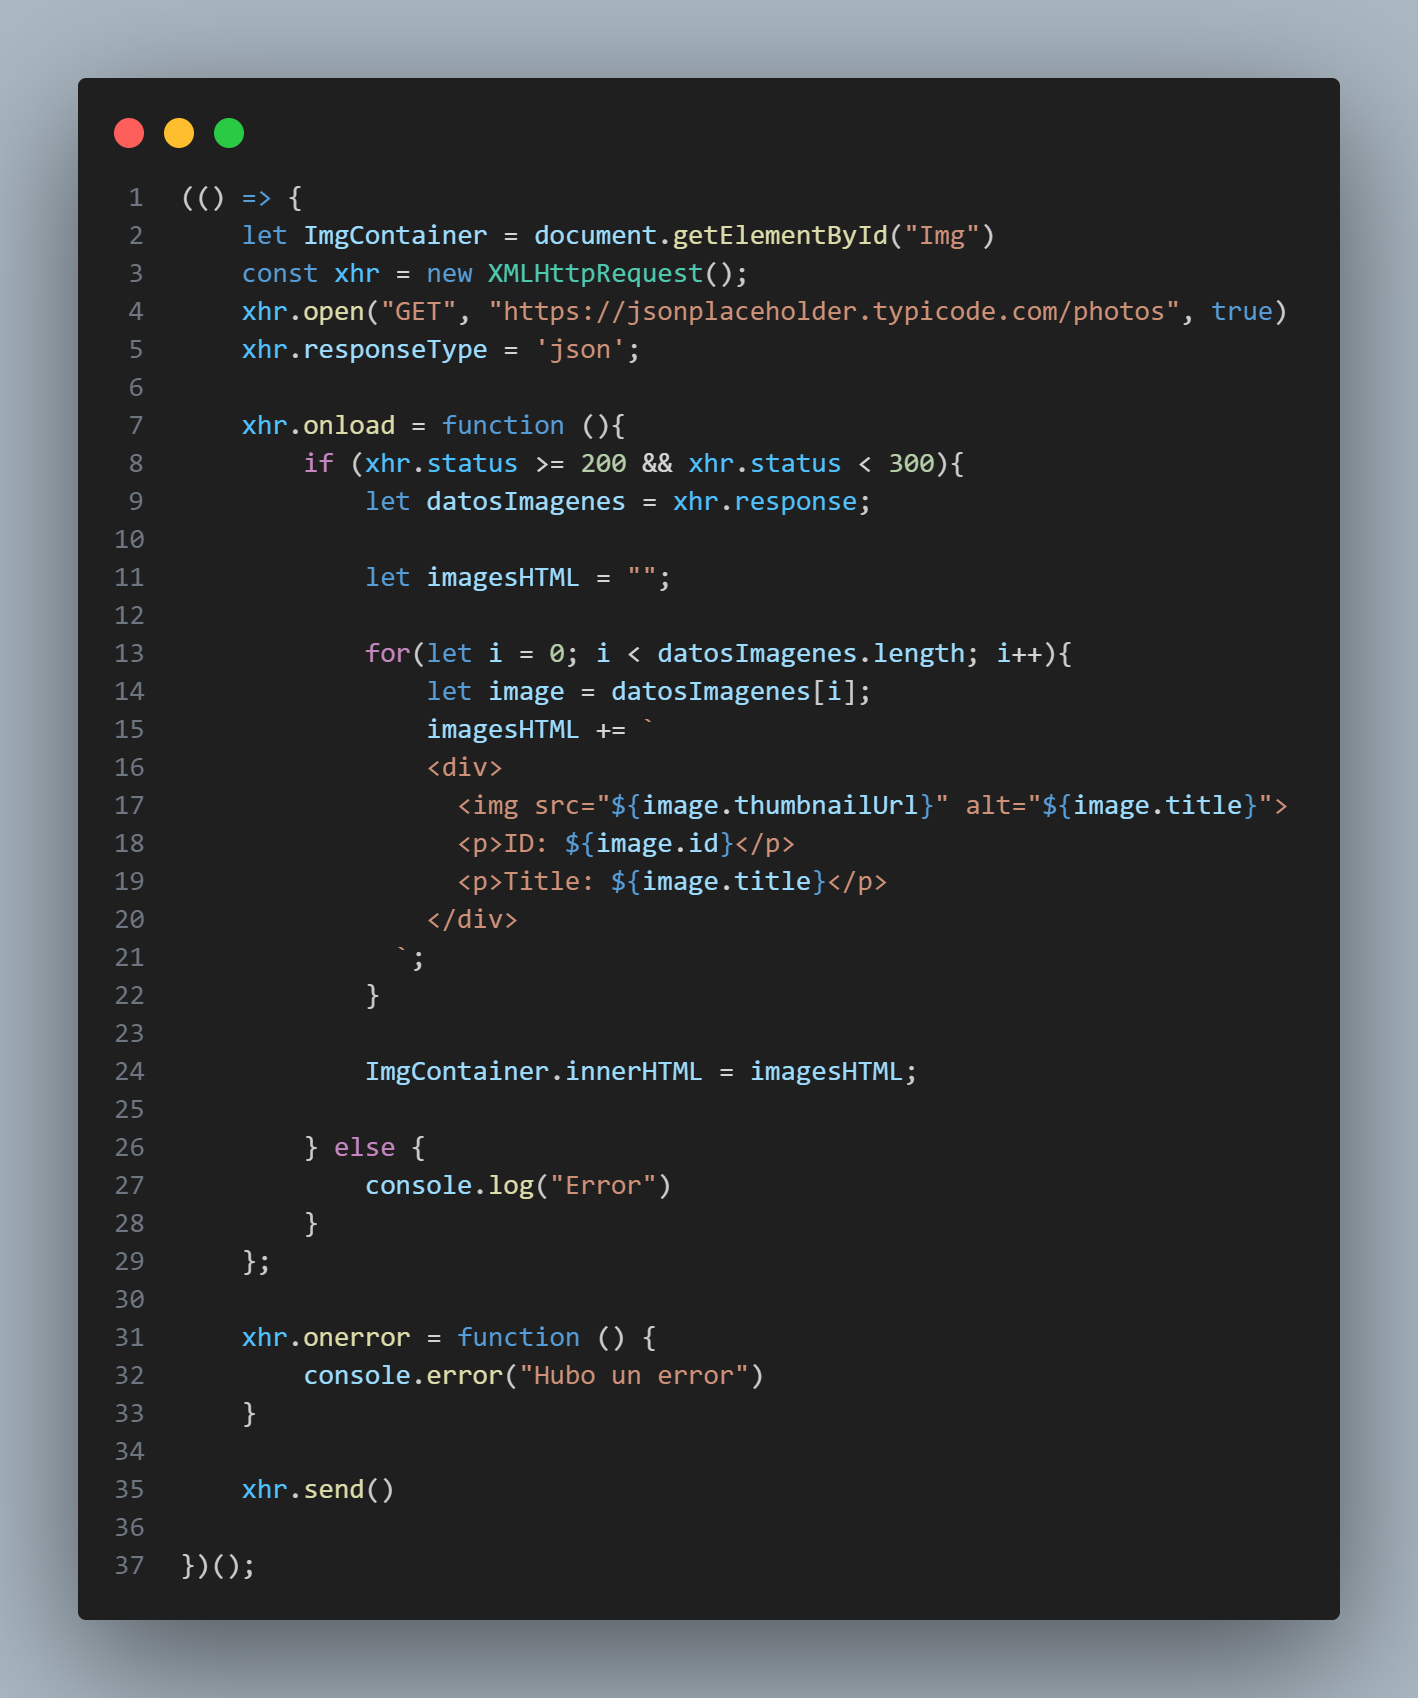 1 (() => {
2 let ImgContainer = document.getElementById("Img")
3 const xhr = new XMLHttpRequest();
4 xhr.open("GET", "https://jsonplaceholder.typicode.com/photos", true)
5 xhr.responseType = 'json';
6
7 xhr.onload = function (){
8 if (xhr.status >= 200 && xhr.status < 300){
9 let datosImagenes = xhr.response;
10
11 let imagesHTML = "";
12
13 for(let i = 0; i < datosImagenes.length; i++){
14 let image = datosImagenes[i];
15 imagesHTML += `
16 <div>
17 <img src="${image.thumbnailUrl}" alt="${image.title}">
18 <p>ID: ${image.id}</p>
19 <p>Title: ${image.title}</p>
20 </div>
21 `;
22 }
23
24 ImgContainer.innerHTML = imagesHTML;
25
26 } else {
27 console.log("Error")
28 }
29 };
30
31 xhr.onerror = function () {
32 console.error("Hubo un error")
33 }
34
35 xhr.send()
36
37 })();